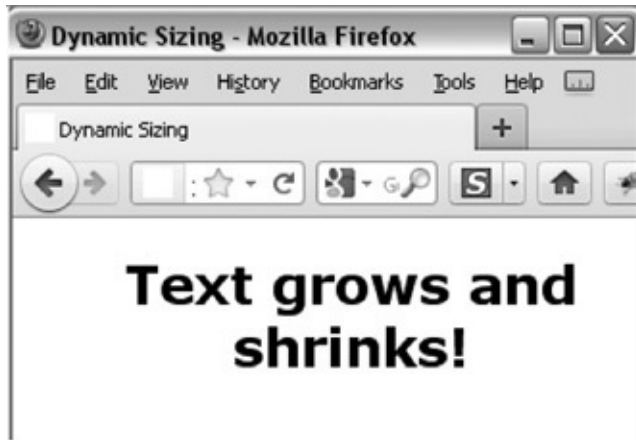 Dynamic Sizing - Mozilla Firefox
File Edit View History Bookmarks Tools Help
Dynamic Sizing +
: S
Text grows and
shrinks!